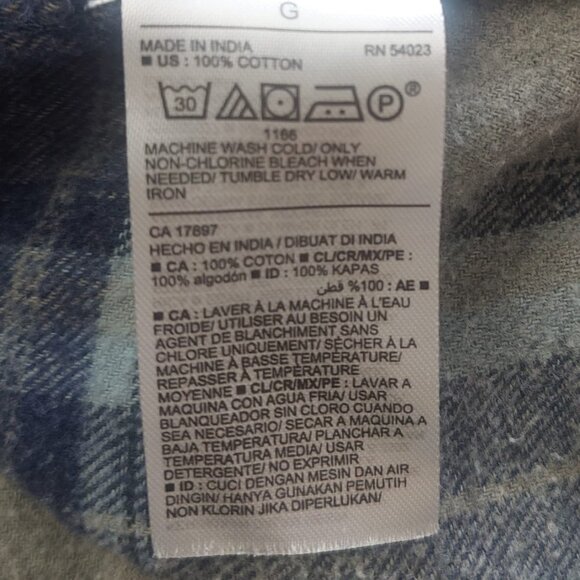 G
MADE IN INDIA RN 54023
■ US : 100% COTTON
30 P ®
1166
MACHINE WASH COLD/ ONLY
NON-CHLORINE BLEACH WHEN
NEEDED/ TUMBLE DRY LOW/ WARM
IRON
CA 17897
HECHO EN INDIA / DIBUAT DI INDIA
■ CA : 100% COTON ■ CL/CR/MX/PE :
100% algodón ■ ID : 100% KAPAS
■ AE : 100% قطن
■ CA : LAVER À LA MACHINE À L'EAU
FROIDE/ UTILISER AU BESOIN UN
AGENT DE BLANCHIMENT SANS
CHLORE UNIQUEMENT/ SÉCHER À LA
MACHINE À BASSE TEMPÉRATURE/
REPASSER À TEMPÉRATURE
MOYENNE ■ CL/CR/MX/PE : LAVAR A
MAQUINA CON AGUA FRIA/ USAR
BLANQUEADOR SIN CLORO CUANDO
SEA NECESARIO/ SECAR A MAQUINA A
BAJA TEMPERATURA/ PLANCHAR A
TEMPERATURA MEDIA/ USAR
DETERGENTE/ NO EXPRIMIR
■ ID : CUCI DENGAN MESIN DAN AIR
DINGIN/ HANYA GUNAKAN PEMUTIH
NON KLORIN JIKA DIPERLUKAN/